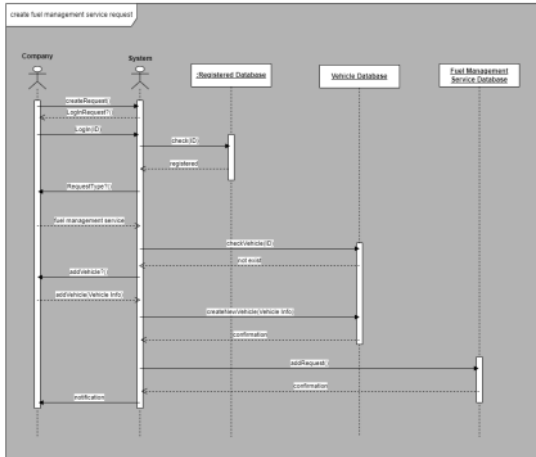 create fuel management service request
Company
System
:Registered Database
Vehicle Database
Fuel Management
Service Database
createRequest()
LogInRequest?()
LogIn(ID)
check(ID)
registered
RequestType?()
fuel management service
checkVehicle(ID)
not exist
addVehicle?()
addVehicle(Vehicle Info)
createNewVehicle(Vehicle Info)
confirmation
addRequest()
confirmation
notification